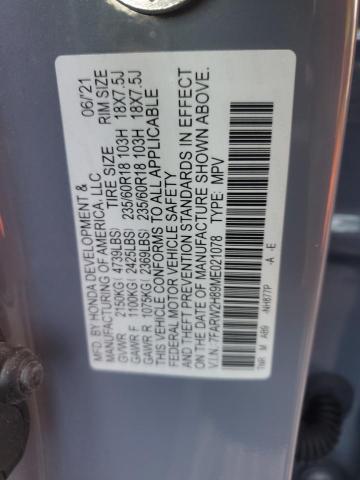 MFD. BY HONDA DEVELOPMENT & 06/21
MANUFACTURING OF AMERICA, LLC
TIRE SIZE RIM SIZE
GVWR 2150KG( 4739LBS)
GAWR F 1100KG( 2425LBS) 235/60R18 103H 18X7.5J
GAWR R 1075KG( 2369LBS) 235/60R18 103H 18X7.5J
THIS VEHICLE CONFORMS TO ALL APPLICABLE
FEDERAL MOTOR VEHICLE SAFETY
AND THEFT PREVENTION STANDARDS IN EFFECT
ON THE DATE OF MANUFACTURE SHOWN ABOVE.
V.I.N. : 7FARW2H89ME021078 TYPE: MPV
-A -E
-NH877P